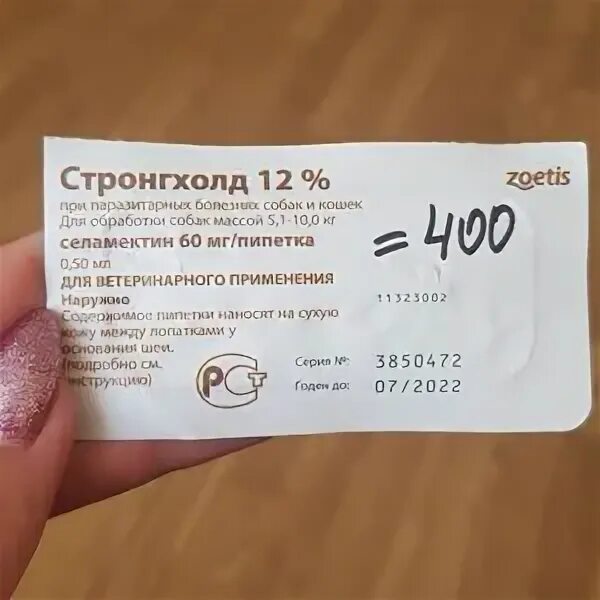 Стронгхолд 12 %
zoetis
при паразитарных болезнях собак и кошек
Для обработки собак массой 5,1-10,0 кг
селамектин 60 мг/пипетка
= 400
0,50 мл
ДЛЯ ВЕТЕРИНАРНОГО ПРИМЕНЕНИЯ
Наружно
11323002
Содержимое пипетки наносят на сухую
кожу между лопатками у
основания шеи.
(подробно см.
инструкцию)
РСТ
Серия №: 3850472
Годен до: 07/2022